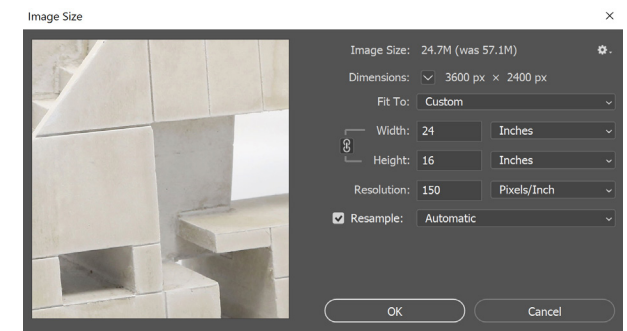 Image Size
Image Size: 24.7M (was 57.1M)
Dimensions: 3600 px × 2400 px
Fit To: Custom
Width: 24 Inches
Height: 16 Inches
Resolution: 150 Pixels/Inch
Resample: Automatic
OK Cancel